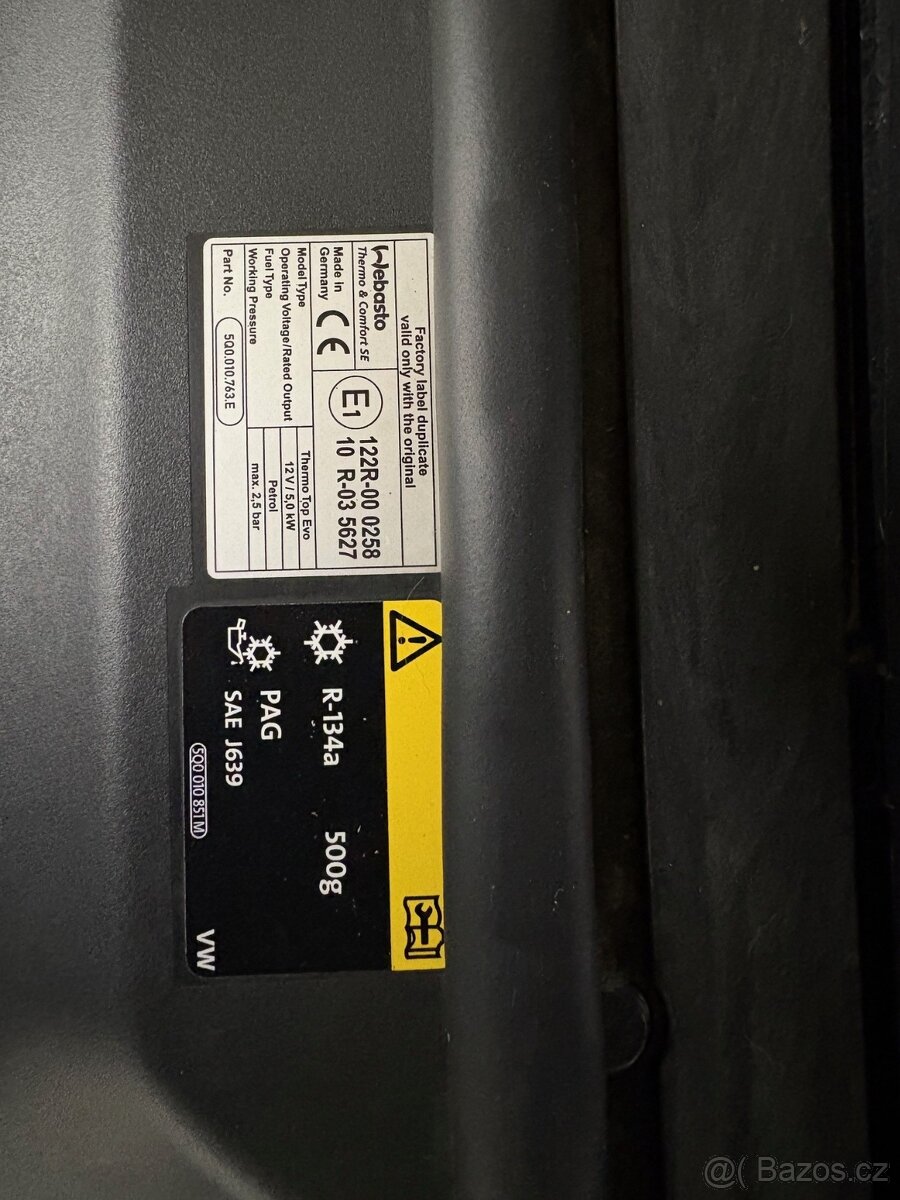 Factory label duplicate
valid only with the original
Webasto
Thermo & Comfort SE
Made in
Germany
CE
E1
122R-00 0258
10 R-03 5627
Model Type
Thermo Top Evo
Operating Voltage/Rated Output
12 V / 5,0 kW
Fuel Type
Petrol
Working Pressure
max. 2,5 bar
Part No.
5Q0.010.763.E
R-134a 500g
PAG
SAE J639
5Q0 010 851 M
VW
@( Bazos.cz